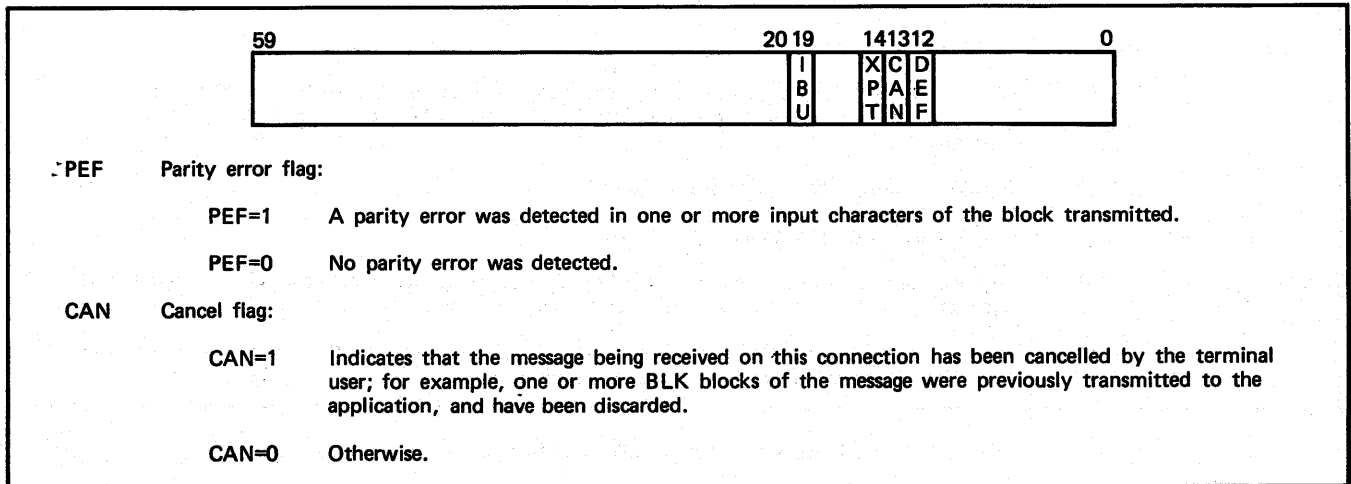 59 20 19 14 13 12 0
IBU XPT CAN DEF
PEF Parity error flag:
PEF=1 A parity error was detected in one or more input characters of the block transmitted.
PEF=0 No parity error was detected.
CAN Cancel flag:
CAN=1 Indicates that the message being received on this connection has been cancelled by the terminal
user; for example, one or more BLK blocks of the message were previously transmitted to the
application, and have been discarded.
CAN=0 Otherwise.